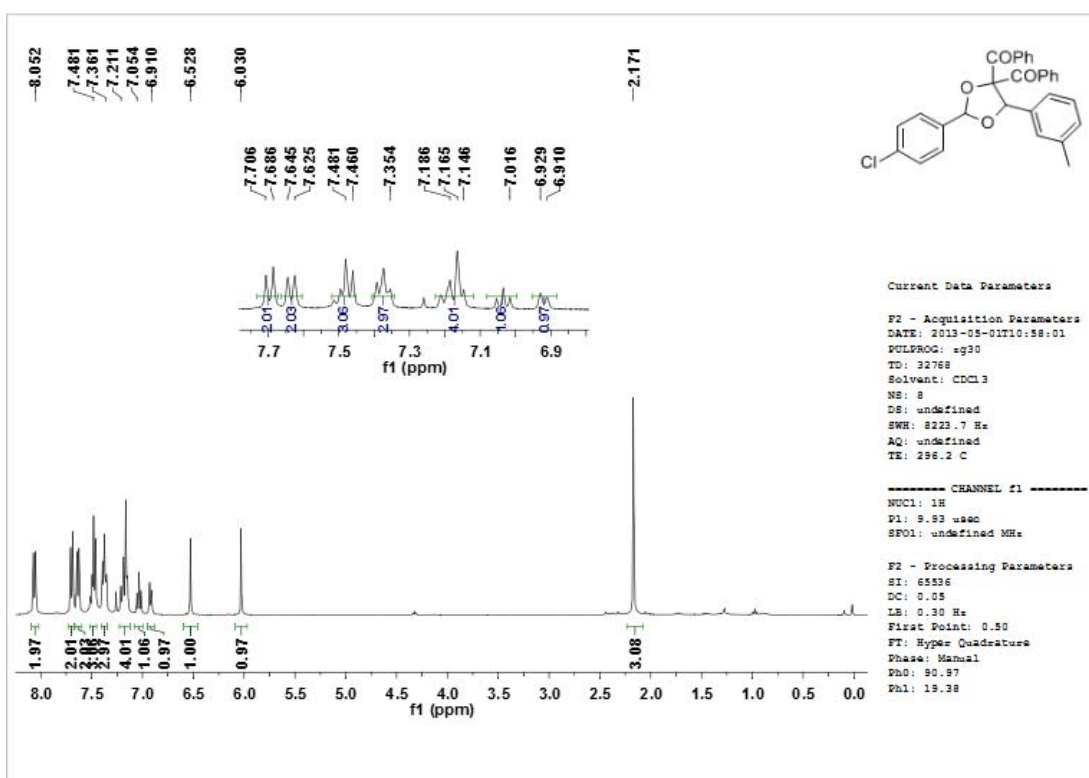 8.052
7.481
7.361
7.211
7.054
6.910
6.528
6.030
2.171
7.706
7.686
7.645
7.625
7.481
7.460
7.354
7.186
7.165
7.146
7.016
6.929
6.910
2.01
2.03
3.06
2.97
4.01
1.06
0.97
7.7 7.5 7.3 7.1 6.9
f1 (ppm)
COPh
COPh
O
O
Cl
Current Data Parameters
F2 - Acquisition Parameters
DATE: 2013-05-01T10:58:01
PULPROG: zg30
TD: 32768
Solvent: CDCl3
NS: 8
DS: undefined
SWH: 8223.7 Hz
AQ: undefined
TE: 296.2 C
======== CHANNEL f1 ========
NUC1: 1H
P1: 9.93 usec
SFO1: undefined MHz
F2 - Processing Parameters
SI: 65536
DC: 0.05
LB: 0.30 Hz
First Point: 0.50
FT: Hyper Quadrature
Phase: Manual
Ph0: 90.97
Ph1: 19.38
1.97
2.01
2.03
3.06
2.97
4.01
1.06
0.97
1.00
0.97
3.08
8.0 7.5 7.0 6.5 6.0 5.5 5.0 4.5 4.0 3.5 3.0 2.5 2.0 1.5 1.0 0.5 0.0
f1 (ppm)